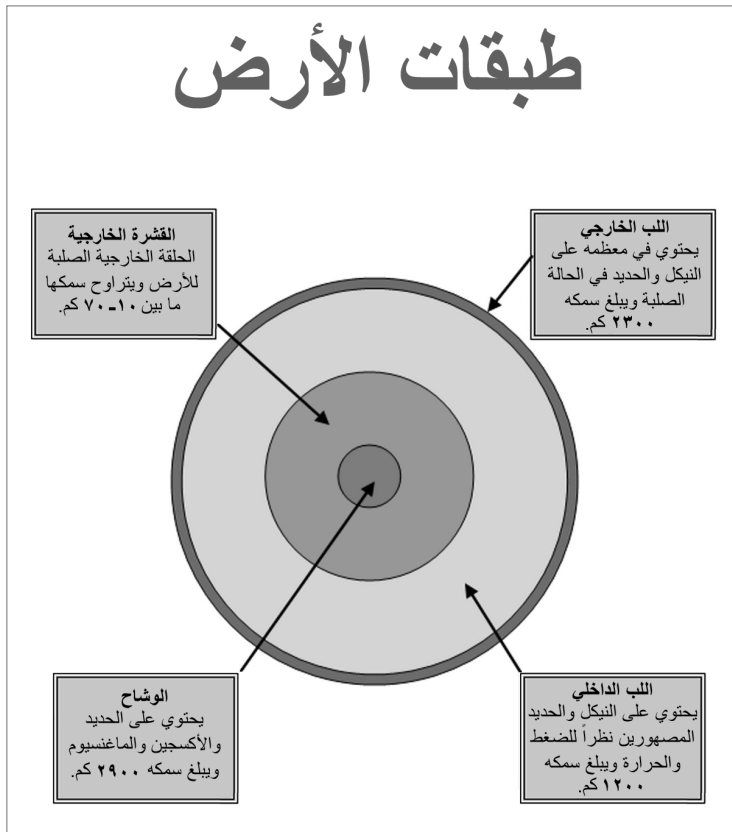 طبقات الأرض
اللب الخارجي
يحتوي في معظمه على
النيكل والحديد في الحالة
الصلبة ويبلغ سمكه
٢٣٠٠ كم.
القشرة الخارجية
الحلقة الخارجية الصلبة
للأرض ويتراوح سمكها
ما بين ١٠-٧٠ كم.
اللب الداخلي
يحتوي على النيكل والحديد
المصهورين نظراً للضغط
والحرارة ويبلغ سمكه
١٢٠٠ كم.
الوشاح
يحتوي على الحديد
والأكسجين والماغنسيوم
ويبلغ سمكه ٢٩٠٠ كم.